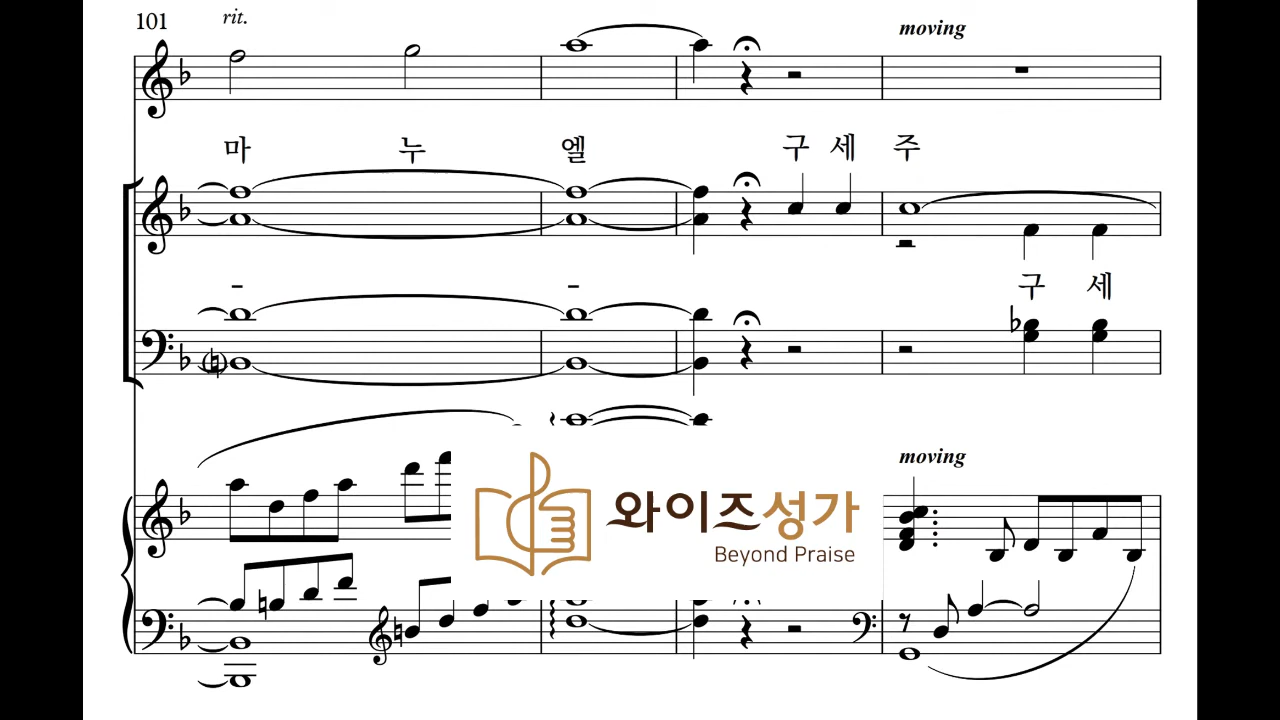 101 rit. moving
마 누 엘 구 세 주
- - 구 세
moving
와이즈성가
Beyond Praise